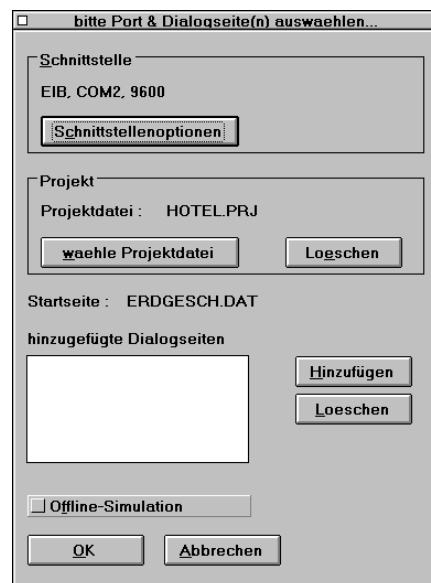 bitte Port & Dialogseite(n) auswaehlen...
Schnittstelle
EIB, COM2, 9600
Schnittstellenoptionen
Projekt
Projektdatei : HOTEL.PRJ
waehle Projektdatei Loeschen
Startseite : ERDGESCH.DAT
hinzugefügte Dialogseiten
Hinzufügen
Loeschen
Offline-Simulation
OK Abbrechen